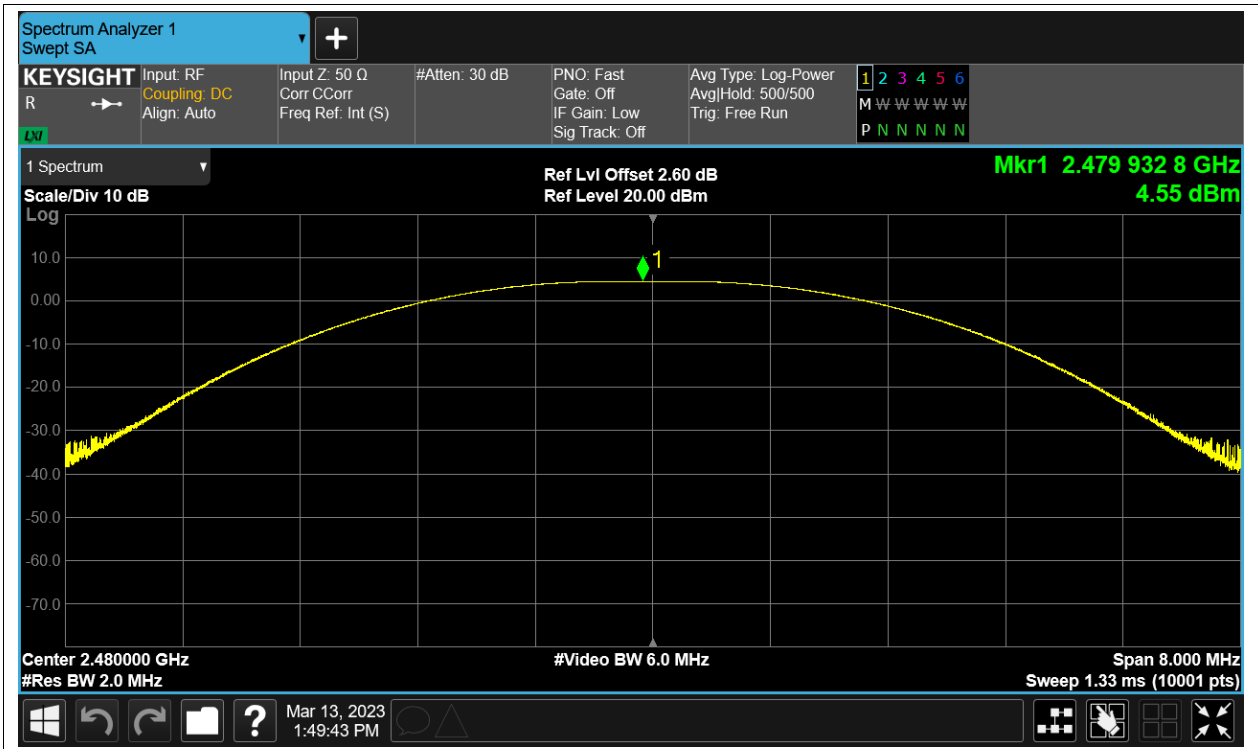 Spectrum Analyzer 1
Swept SA
+
KEYSIGHT
R
LXI
Input: RF
Coupling: DC
Align: Auto
Input Z: 50 Ω
Corr CCorr
Freq Ref: Int (S)
#Atten: 30 dB
PNO: Fast
Gate: Off
IF Gain: Low
Sig Track: Off
Avg Type: Log-Power
Avg|Hold: 500/500
Trig: Free Run
1 2 3 4 5 6
M W W W W W
P N N N N N
1 Spectrum
Scale/Div 10 dB
Log
Ref Lvl Offset 2.60 dB
Ref Level 20.00 dBm
Mkr1 2.479 932 8 GHz
4.55 dBm
1
10.0
0.00
-10.0
-20.0
-30.0
-40.0
-50.0
-60.0
-70.0
Center 2.480000 GHz
#Res BW 2.0 MHz
#Video BW 6.0 MHz
Span 8.000 MHz
Sweep 1.33 ms (10001 pts)
?
Mar 13, 2023
1:49:43 PM